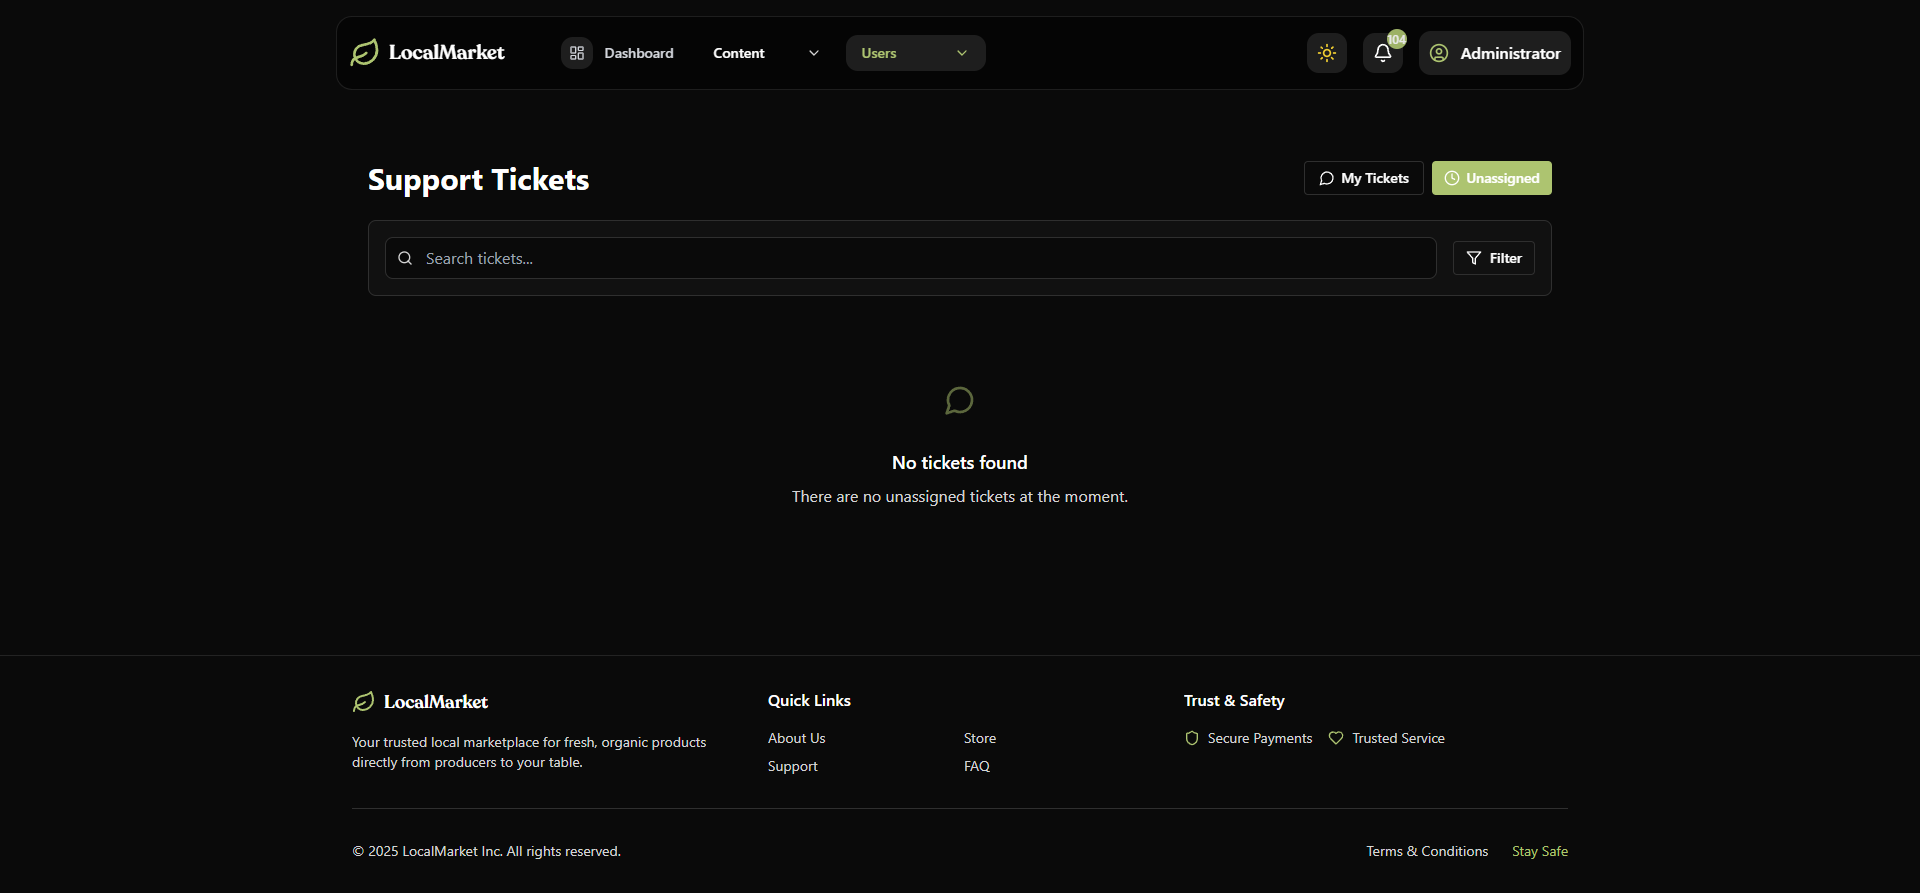 LocalMarket
Dashboard
Content
Users
104
Administrator
Support Tickets
My Tickets
Unassigned
Search tickets...
Filter
No tickets found
There are no unassigned tickets at the moment.
LocalMarket
Your trusted local marketplace for fresh, organic products
directly from producers to your table.
Quick Links
About Us
Store
Support
FAQ
Trust & Safety
Secure Payments
Trusted Service
© 2025 LocalMarket Inc. All rights reserved.
Terms & Conditions
Stay Safe